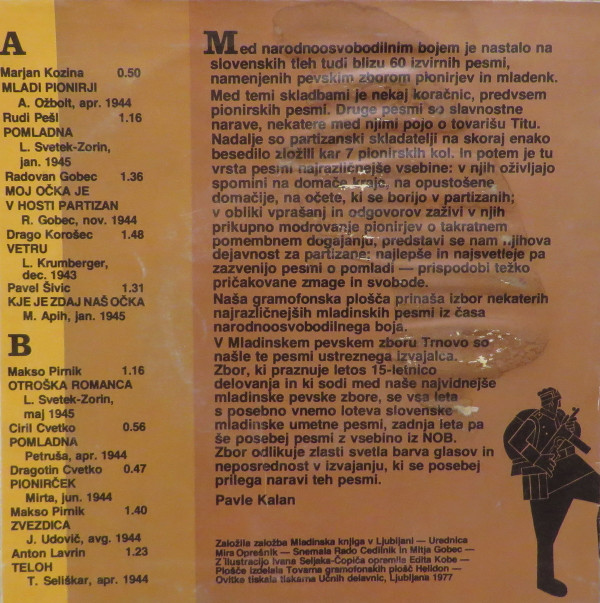 A
Marjan Kozina 0.50
MLADI PIONIRJI
A. Ožbolt, apr. 1944
Rudi Pešl 1.16
POMLADNA
L. Svetek-Zorin,
jan. 1945
Radovan Gobec 1.36
MOJ OČKA JE
V HOSTI PARTIZAN
R. Gobec, nov. 1944
Drago Korošec 1.48
VETRU
L. Krumberger,
dec. 1943
Pavel Šivic 1.31
KJE JE ZDAJ NAŠ OČKA
M. Apih, jan. 1945
B
Makso Pirnik 1.16
OTROŠKA ROMANCA
L. Svetek-Zorin,
maj 1945
Ciril Cvetko 0.56
POMLADNA
Petruša, apr. 1944
Dragotin Cvetko 0.47
PIONIRČEK
Mirta, jun. 1944
Makso Pirnik 1.40
ZVEZDICA
J. Udovič, avg. 1944
Anton Lavrin 1.23
TELOH
T. Seliškar, apr. 1944
Med narodnoosvobodilnim bojem je nastalo na
slovenskih tleh tudi blizu 60 izvirnih pesmi,
namenjenih pevskim zborom pionirjev in mladenk.
Med temi skladbami je nekaj koračnic, predvsem
pionirskih pesmi. Druge pesmi so slavnostne
narave, nekatere med njimi pojo o tovarišu Titu.
Nadalje so partizanski skladatelji na skoraj enako
besedilo zložili kar 7 pionirskih kol. In potem je tu
vrsta pesmi najrazličnejše vsebine: v njih oživljajo
spomini na domače kraje, na opustošene
domačije, na očete, ki se borijo v partizanih;
v obliki vprašanj in odgovorov zaživi v njih
prikupno modrovanje pionirjev o takratnem
pomembnem dogajanju, predstavi se nam njihova
dejavnost za partizane; najlepše in najsvetleje pa
zazvenijo pesmi o pomladi — prispodobi težko
pričakovane zmage in svobode.
Naša gramofonska plošča prinaša izbor nekaterih
najrazličnejših mladinskih pesmi iz časa
narodnoosvobodilnega boja.
V Mladinskem pevskem zboru Trnovo so
našle te pesmi ustreznega izvajalca.
Zbor, ki praznuje letos 15-letnico
delovanja in ki sodi med naše najvidnejše
mladinske pevske zbore, se vsa leta
s posebno vnemo loteva slovenske
mladinske umetne pesmi, zadnja leta pa
še posebej pesmi z vsebino iz NOB.
Zbor odlikuje zlasti svetla barva glasov in
neposrednost v izvajanju, ki se posebej
prilega naravi teh pesmi.
Pavle Kalan
Založila založba Mladinska knjiga v Ljubljani — Urednica
Mira Oprešnik — Snemala Rado Cedilnik in Mitja Gobec —
Z ilustracijo Ivana Seljaka-Čopiča opremila Edita Kobe —
Plošče izdelala Tovarna gramofonskih plošč Helidon —
Ovitke tiskala tiskarna Učnih delavnic, Ljubljana 1977